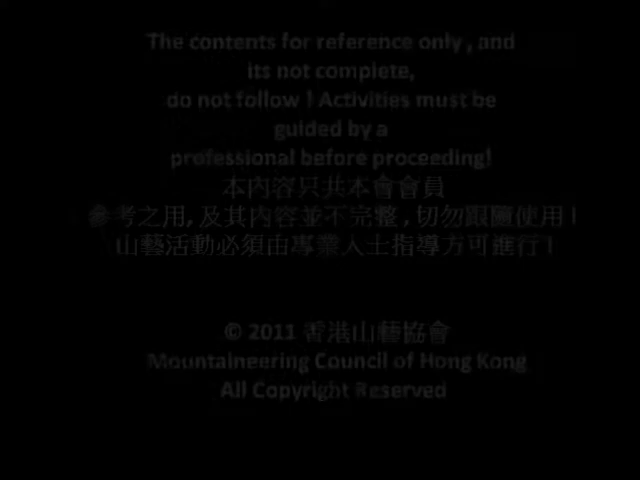 The contents for reference only , and
its not complete,
do not follow ! Activities must be
guided by a
professional before proceeding!
本內容只共本會會員
參考之用, 及其內容並不完整 , 切勿跟隨使用 !
山藝活動必須由專業人士指導方可進行 !
© 2011 香港山藝協會
Mountaineering Council of Hong Kong
All Copyright Reserved